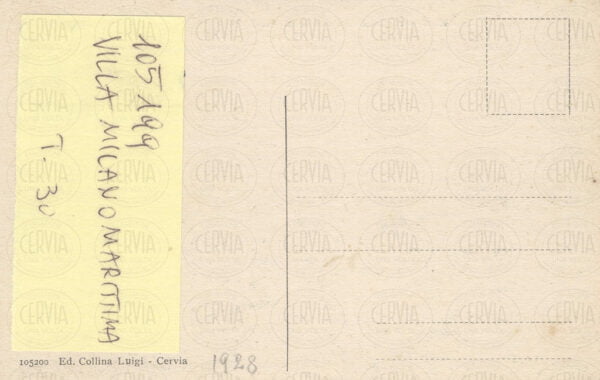 105199
VILLA MILANO MARITTIMA
T. 30
105200 Ed. Collina Luigi - Cervia
1928
CERVIA